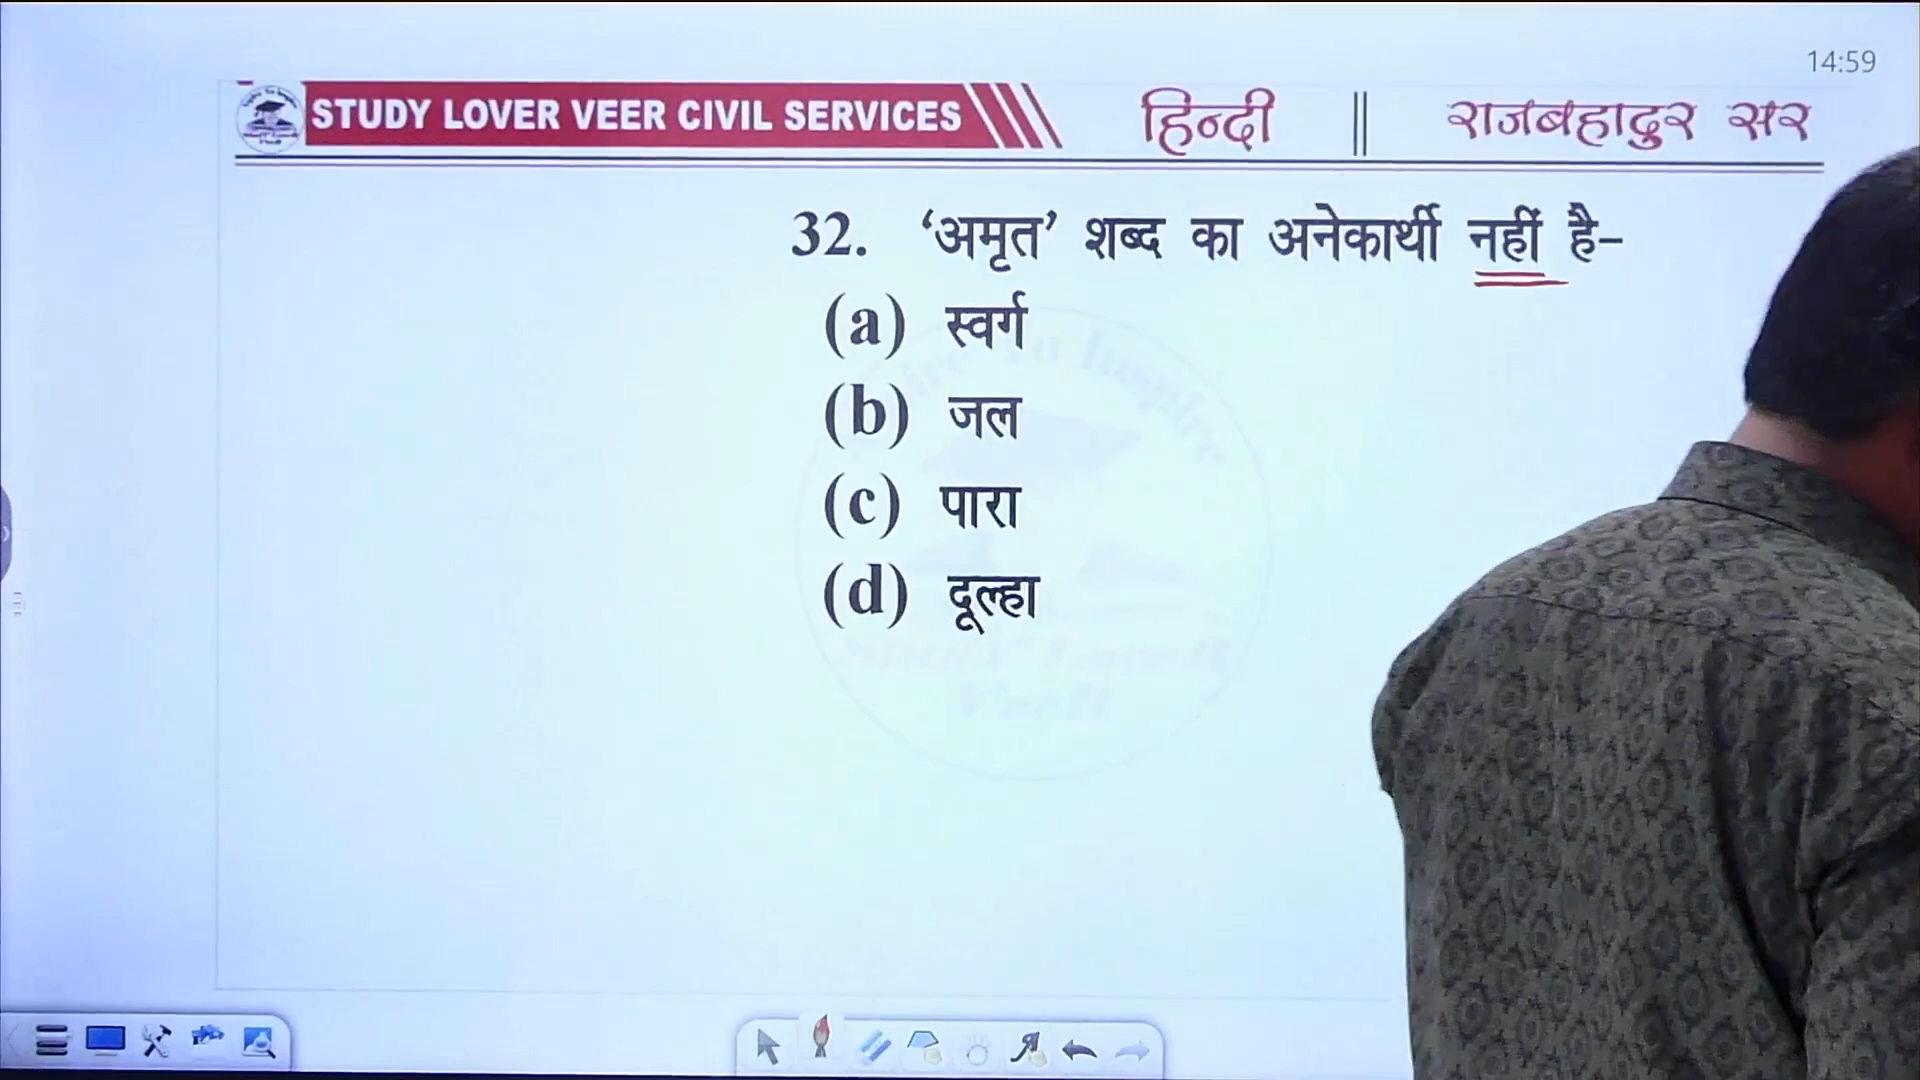 14:59
STUDY LOVER VEER CIVIL SERVICES हिन्दी || राजबहादुर सर
32. ‘अमृत’ शब्द का अनेकार्थी नहीं है-
(a) स्वर्ग
(b) जल
(c) पारा
(d) दूल्हा